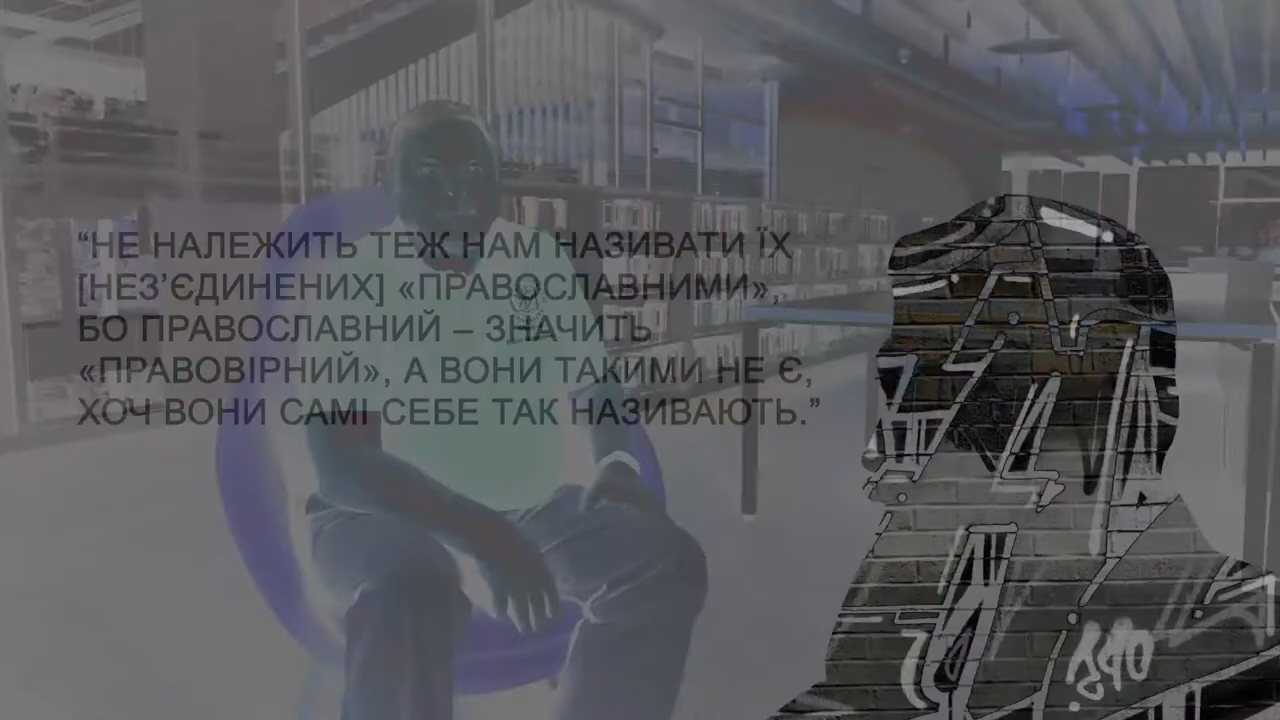 “НЕ НАЛЕЖИТЬ ТЕЖ НАМ НАЗИВАТИ ЇХ
[НЕЗ’ЄДИНЕНИХ] «ПРАВОСЛАВНИМИ»,
БО ПРАВОСЛАВНИЙ – ЗНАЧИТЬ
«ПРАВОВІРНИЙ», А ВОНИ ТАКИМИ НЕ Є,
ХОЧ ВОНИ САМІ СЕБЕ ТАК НАЗИВАЮТЬ.”